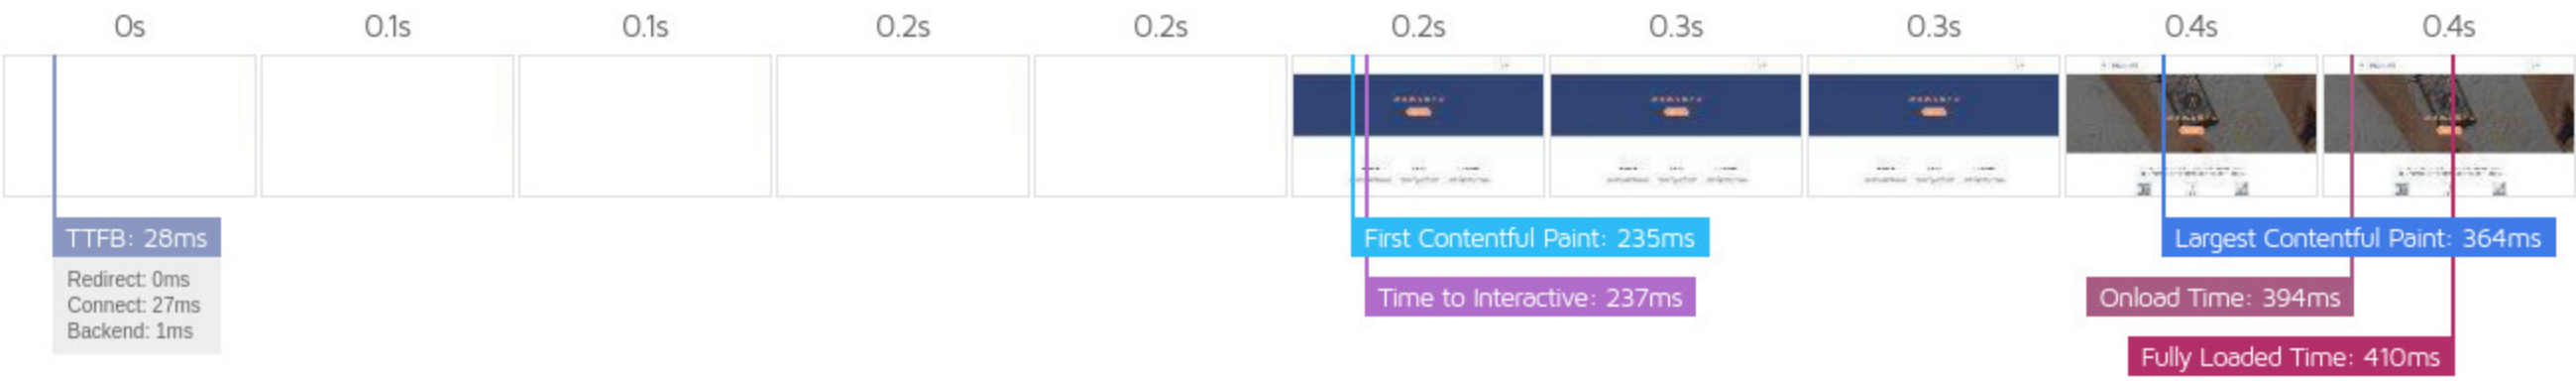 0s
0.1s
0.1s
0.2s
0.2s
0.2s
0.3s
0.3s
0.4s
0.4s
TTFB: 28ms
Redirect: 0ms
Connect: 27ms
Backend: 1ms
First Contentful Paint: 235ms
Time to Interactive: 237ms
Largest Contentful Paint: 364ms
Onload Time: 394ms
Fully Loaded Time: 410ms